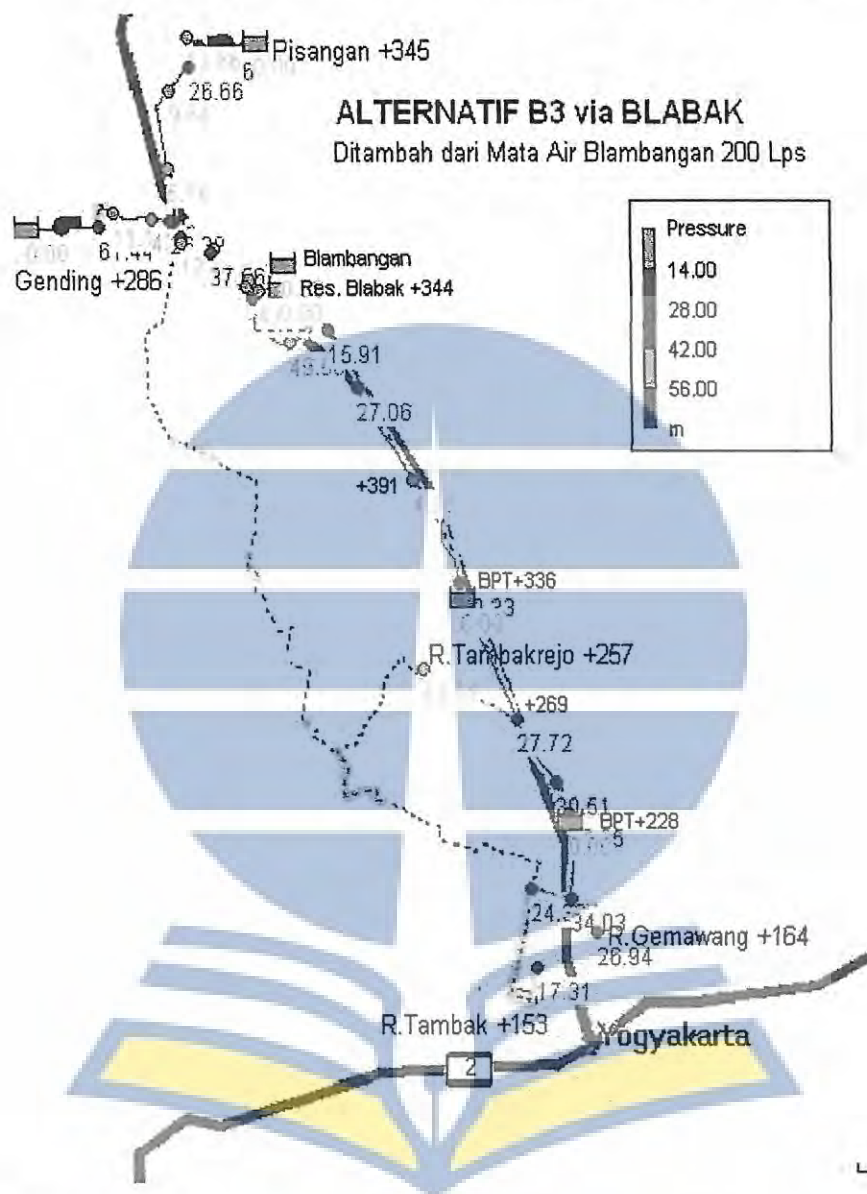 Pisangan +345
6
26.66
ALTERNATIF B3 via BLABAK
Ditambah dari Mata Air Blambangan 200 Lps
Pressure
14.00
28.00
42.00
56.00
m
Gending +286
37.66
Blambangan
Res. Blabak +344
15.91
27.06
+391
BPT+336
R.Tambakrejo +257
+269
27.72
30.51
BPT+228
34.03
R.Gemawang +164
26.94
17.31
R.Tambak +153
Yogyakarta
2